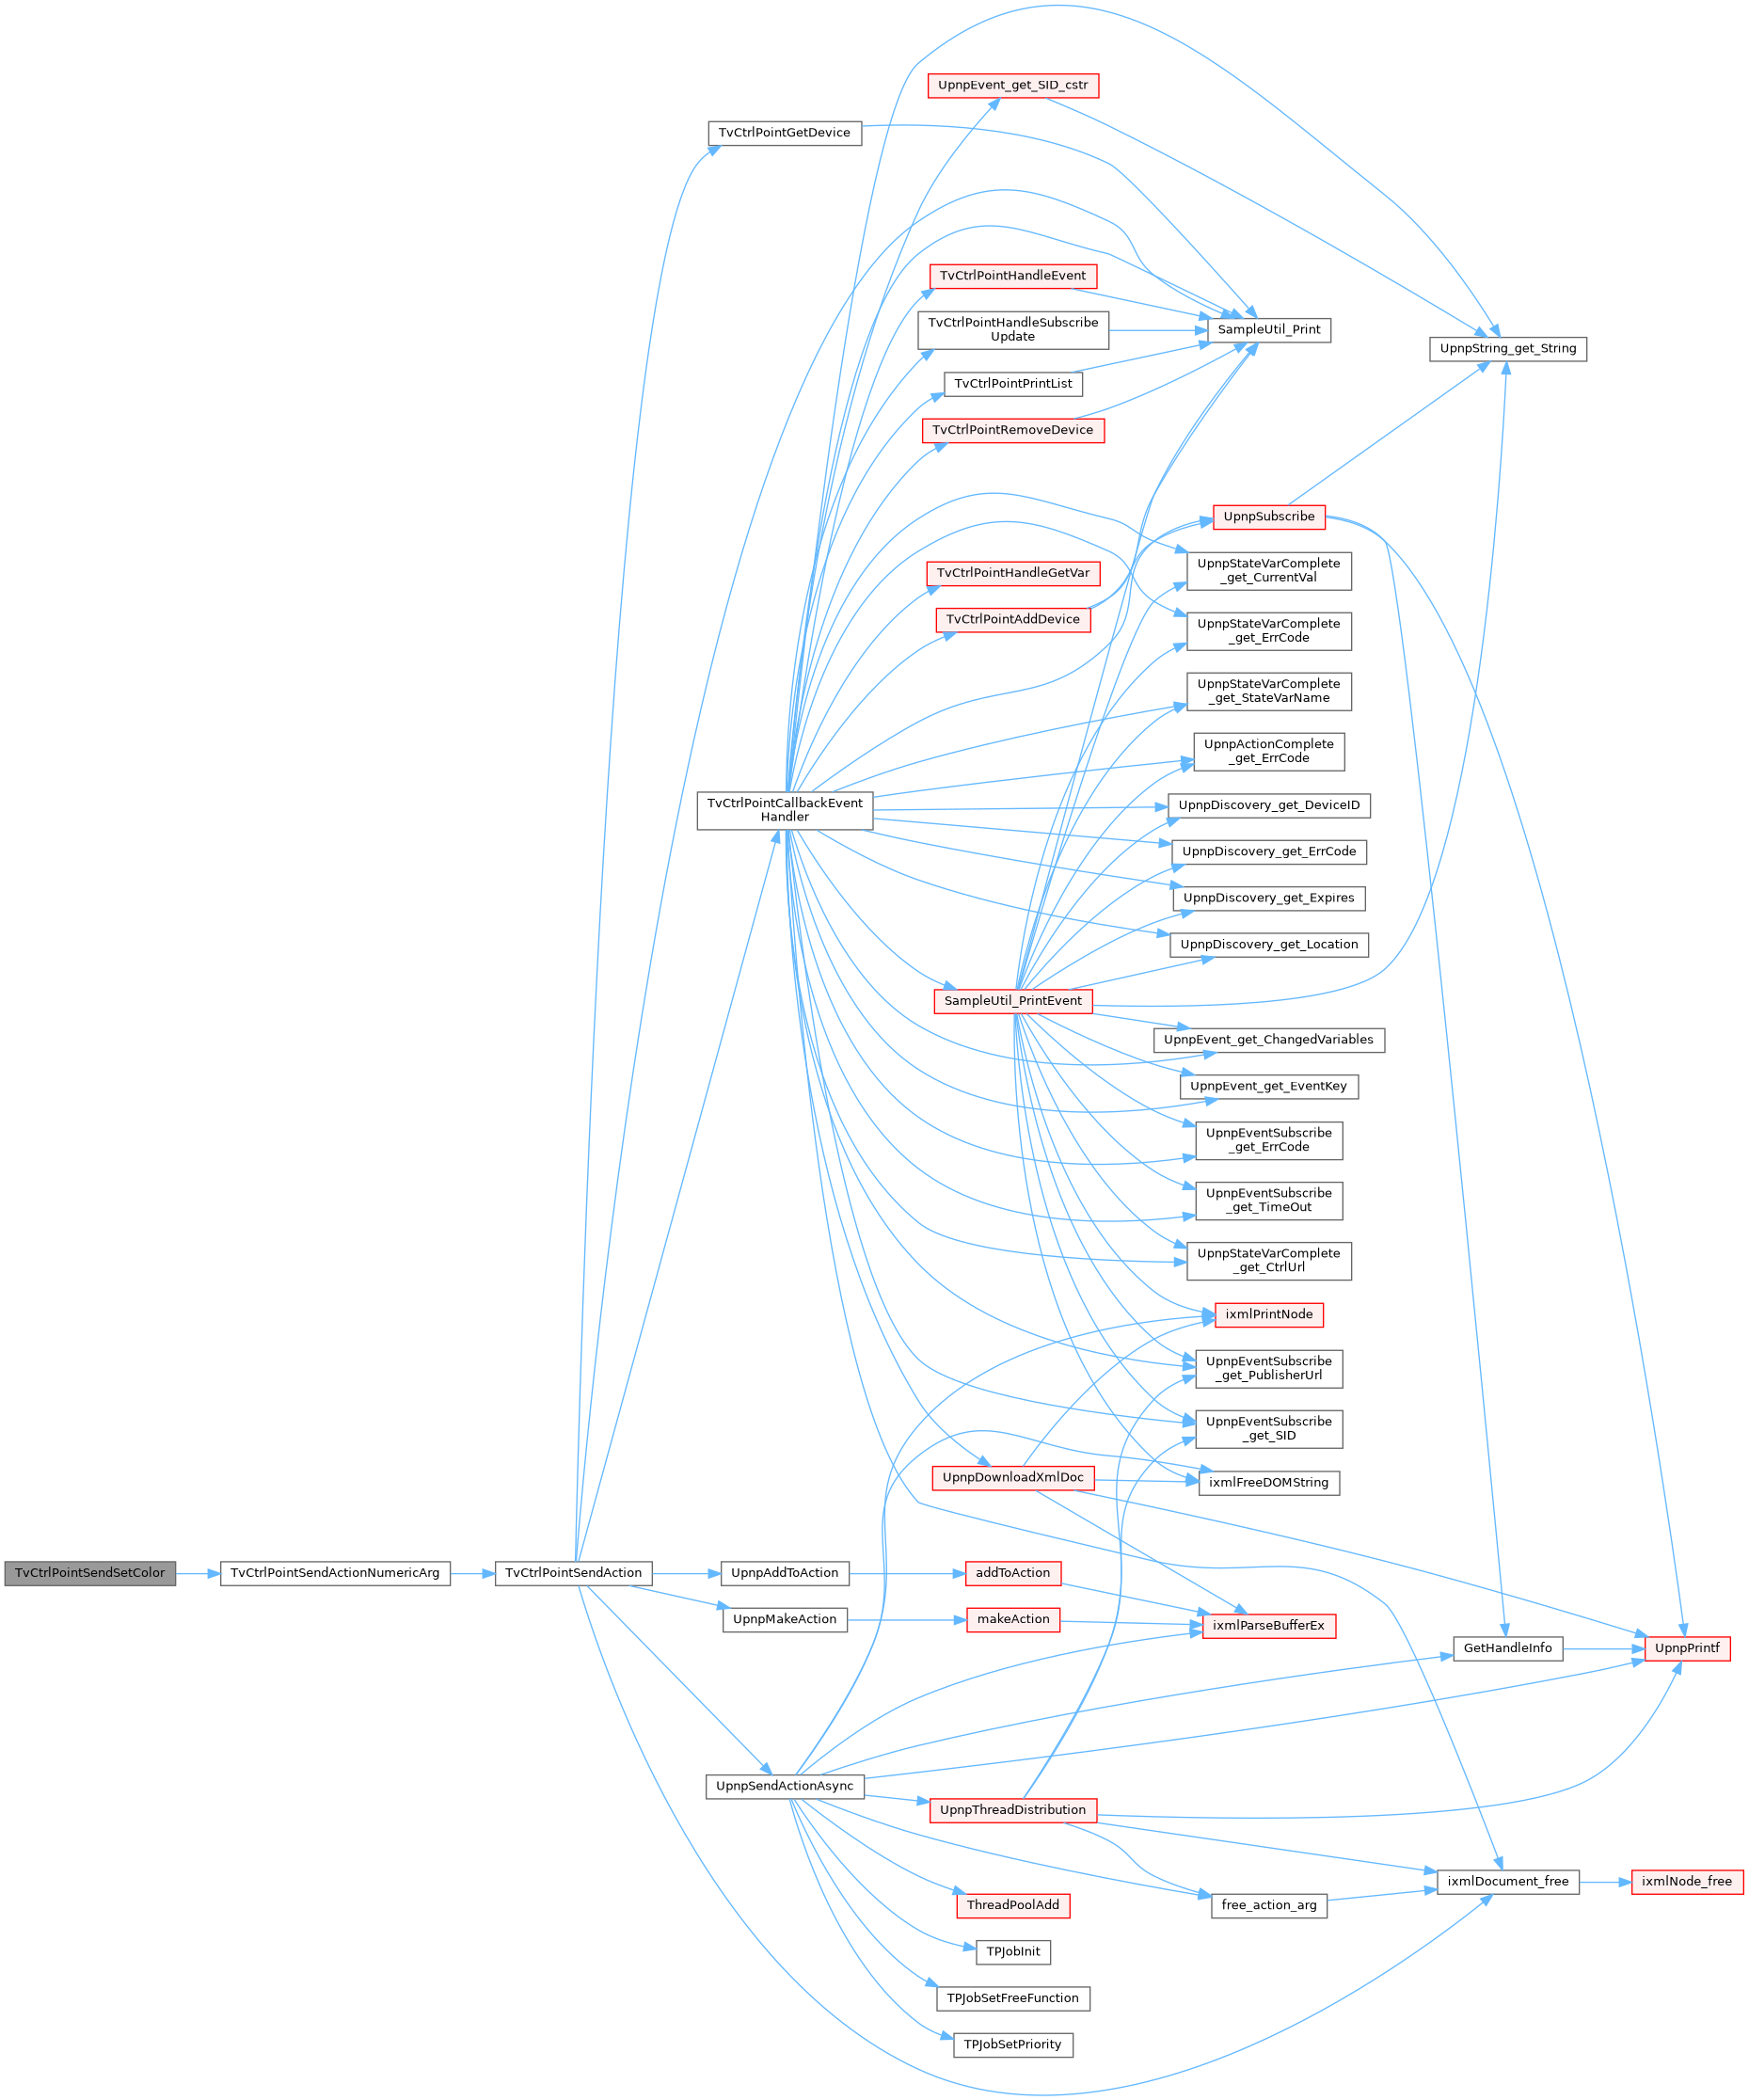 UpnpEvent_get_SID_cstr
TvCtrlPointGetDevice
TvCtrlPointHandleEvent
TvCtrlPointHandleSubscribe
Update
SampleUtil_Print
UpnpString_get_String
TvCtrlPointPrintList
TvCtrlPointRemoveDevice
UpnpSubscribe
UpnpStateVarComplete
_get_CurrentVal
TvCtrlPointHandleGetVar
TvCtrlPointAddDevice
UpnpStateVarComplete
_get_ErrCode
UpnpStateVarComplete
_get_StateVarName
UpnpActionComplete
_get_ErrCode
TvCtrlPointCallbackEvent
Handler
UpnpDiscovery_get_DeviceID
UpnpDiscovery_get_ErrCode
UpnpDiscovery_get_Expires
UpnpDiscovery_get_Location
SampleUtil_PrintEvent
UpnpEvent_get_ChangedVariables
UpnpEvent_get_EventKey
UpnpEventSubscribe
_get_ErrCode
UpnpEventSubscribe
_get_TimeOut
UpnpStateVarComplete
_get_CtrlUrl
ixmlPrintNode
UpnpEventSubscribe
_get_PublisherUrl
UpnpEventSubscribe
_get_SID
UpnpDownloadXmlDoc
ixmlFreeDOMString
TvCtrlPointSendSetColor
TvCtrlPointSendActionNumericArg
TvCtrlPointSendAction
UpnpAddToAction
addToAction
UpnpMakeAction
makeAction
ixmlParseBufferEx
GetHandleInfo
UpnpPrintf
UpnpSendActionAsync
UpnpThreadDistribution
ixmlDocument_free
ixmlNode_free
ThreadPoolAdd
free_action_arg
TPJobInit
TPJobSetFreeFunction
TPJobSetPriority